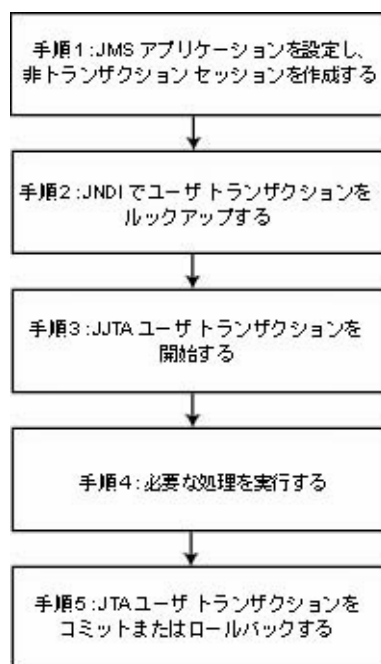 手順1:JMS アプリケーションを設定し、
非トランザクション セッションを作成する
手順2:JNDI でユーザ トランザクションを
ルックアップする
手順3:JJTA ユーザ トランザクションを
開始する
手順4:必要な処理を実行する
手順5:JTA ユーザ トランザクションを
コミットまたはロールバックする